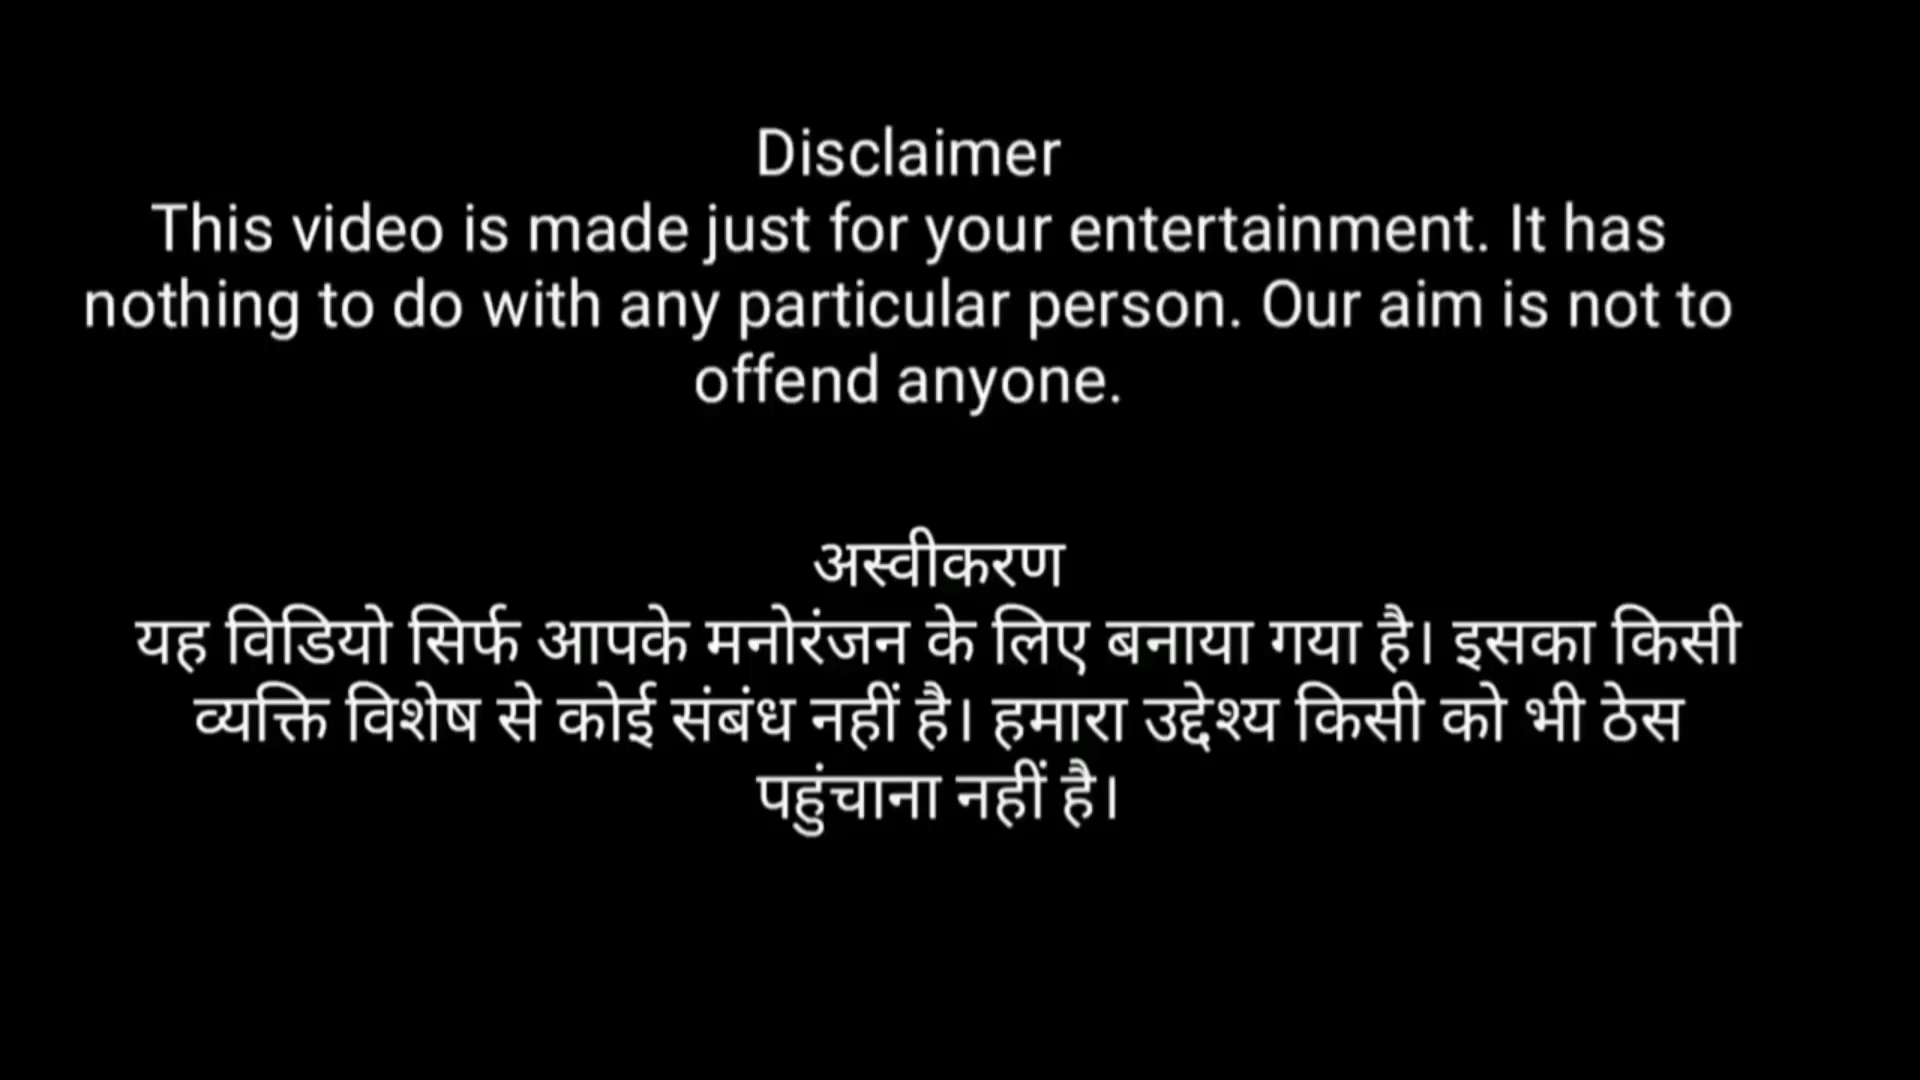 Disclaimer
This video is made just for your entertainment. It has
nothing to do with any particular person. Our aim is not to
offend anyone.
अस्वीकरण
यह विडियो सिर्फ आपके मनोरंजन के लिए बनाया गया है। इसका किसी
व्यक्ति विशेष से कोई संबंध नहीं है। हमारा उद्देश्य किसी को भी ठेस
पहुंचाना नहीं है।